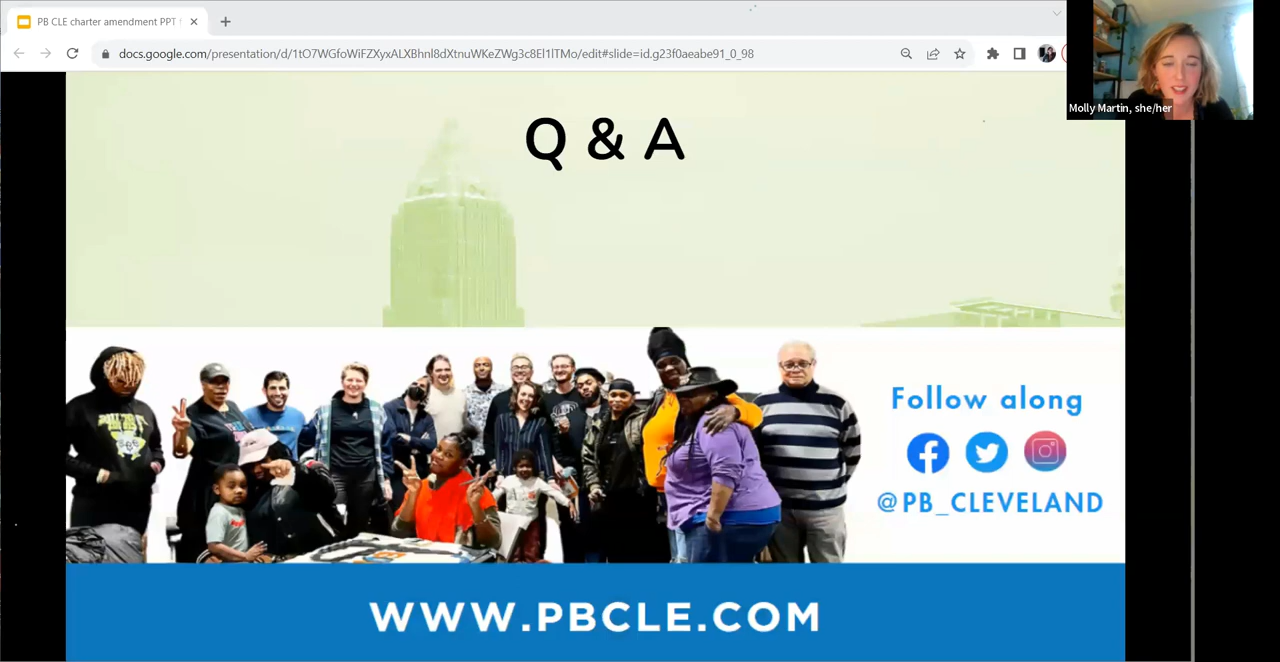 PB CLE charter amendment PPT
docs.google.com/presentation/d/1tO7WGfoWiFZXyxALXBhnl8dXtnuWKeZWg3c8El1lTMo/edit#slide=id.g23f0aeabe91_0_98
Molly Martin, she/her
Q & A
Follow along
@PB_CLEVELAND
WWW.PBCLE.COM